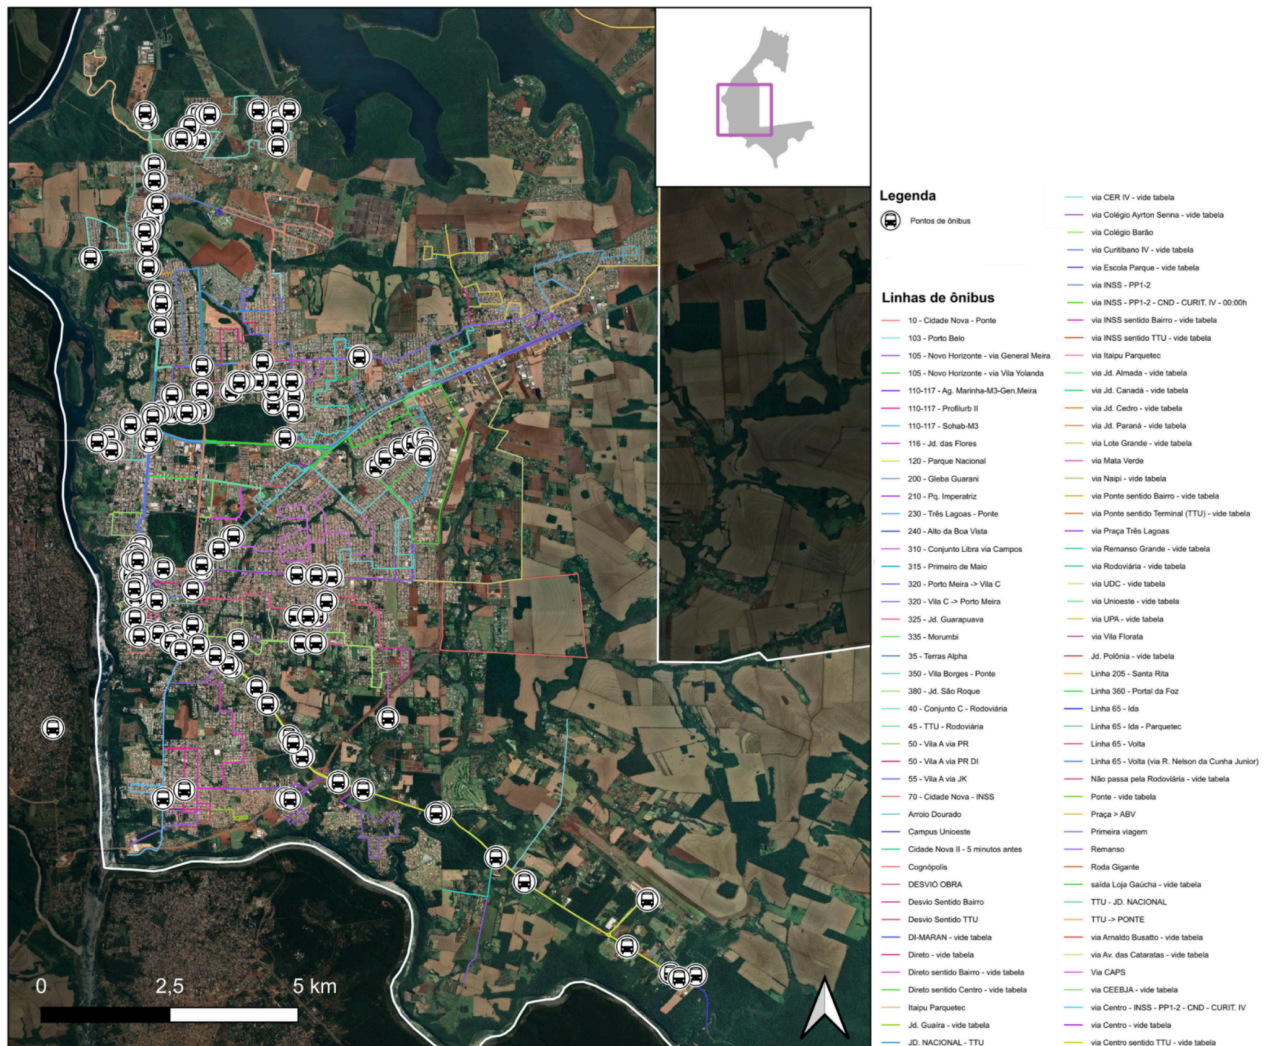 Legenda
Pontos de ônibus
Linhas de ônibus
10 - Cidade Nova - Ponte
103 - Porto Belo
105 - Novo Horizonte - via General Meira
105 - Novo Horizonte - via Vila Yolanda
110-117 - Ag. Marinha-M3-Gen.Meira
110-117 - Profilurb II
110-117 - Sohab-M3
116 - Jd. das Flores
120 - Parque Nacional
200 - Gleba Guarani
210 - Pq. Imperatriz
230 - Três Lagoas - Ponte
240 - Alto da Boa Vista
310 - Conjunto Libra via Campos
315 - Primeiro de Maio
320 - Porto Meira -> Vila C
320 - Vila C -> Porto Meira
325 - Jd. Guarapuava
335 - Morumbi
35 - Terras Alpha
350 - Vila Borges - Ponte
380 - Jd. São Roque
40 - Conjunto C - Rodoviária
45 - TTU - Rodoviária
50 - Vila A via PR
50 - Vila A via PR DI
55 - Vila A via JK
70 - Cidade Nova - INSS
Arroio Dourado
Campus Unioeste
Cidade Nova II - 5 minutos antes
Cognópolis
DESVIO OBRA
Desvio Sentido Bairro
Desvio Sentido TTU
DI-MARAN - vide tabela
Direto - vide tabela
Direto sentido Bairro - vide tabela
Direto sentido Centro - vide tabela
Itaipu Parquetec
Jd. Guaira - vide tabela
JD. NACIONAL - TTU
via CER IV - vide tabela
via Colégio Ayrton Senna - vide tabela
via Colégio Barão
via Curitibano IV - vide tabela
via Escola Parque - vide tabela
via INSS - PP1-2
via INSS - PP1-2 - CND - CURIT. IV - 00:00h
via INSS sentido Bairro - vide tabela
via INSS sentido TTU - vide tabela
via Itaipu Parquetec
via Jd. Almada - vide tabela
via Jd. Canadá - vide tabela
via Jd. Cedro - vide tabela
via Jd. Paraná - vide tabela
via Lote Grande - vide tabela
via Mata Verde
via Naipi - vide tabela
via Ponte sentido Bairro - vide tabela
via Ponte sentido Terminal (TTU) - vide tabela
via Praça Três Lagoas
via Remanso Grande - vide tabela
via Rodoviária - vide tabela
via UDC - vide tabela
via Unioeste - vide tabela
via UPA - vide tabela
via Vila Florata
Jd. Polônia - vide tabela
Linha 205 - Santa Rita
Linha 360 - Portal da Foz
Linha 65 - Ida
Linha 65 - Ida - Parquetec
Linha 65 - Volta
Linha 65 - Volta (via R. Nelson da Cunha Junior)
Não passa pela Rodoviária - vide tabela
Ponte - vide tabela
Praça > ABV
Primeira viagem
Remanso
Roda Gigante
saída Loja Gaúcha - vide tabela
TTU - JD. NACIONAL
TTU -> PONTE
via Arnaldo Busatto - vide tabela
via Av. das Cataratas - vide tabela
Via CAPS
via CEEBJA - vide tabela
via Centro - INSS - PP1-2 - CND - CURIT. IV
via Centro - vide tabela
via Centro sentido TTU - vide tabela
0 2,5 5 km